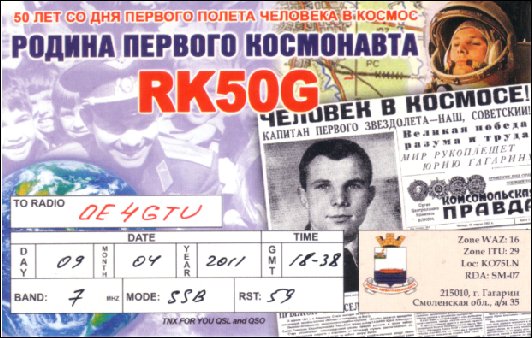 50 ЛЕТ СО ДНЯ ПЕРВОГО ПОЛЕТА ЧЕЛОВЕКА В КОСМОС
РОДИНА ПЕРВОГО КОСМОНАВТА
RK50G
ЧЕЛОВЕК В КОСМОСЕ!
КАПИТАН ПЕРВОГО ЗВЕЗДОЛЕТА—НАШ, СОВЕТСКИЙ!
Великая победа
разума и труда
МИР РУКОПЛЕЩЕТ
ЮРИЮ ГАГАРИНУ
КОМСОМОЛЬСКАЯ
ПРАВДА
TO RADIO OE4GTU
DATE TIME
DAY 09 MONTH 04 YEAR 2011 GMT 18-38
BAND: 7 MHZ MODE: SSB RST: 59
TNX FOR YOU QSL and QSO
Zone WAZ: 16
Zone ITU: 29
Loc: KO75LN
RDA: SM-07
215010, г. Гагарин
Смоленская обл., а/я 35